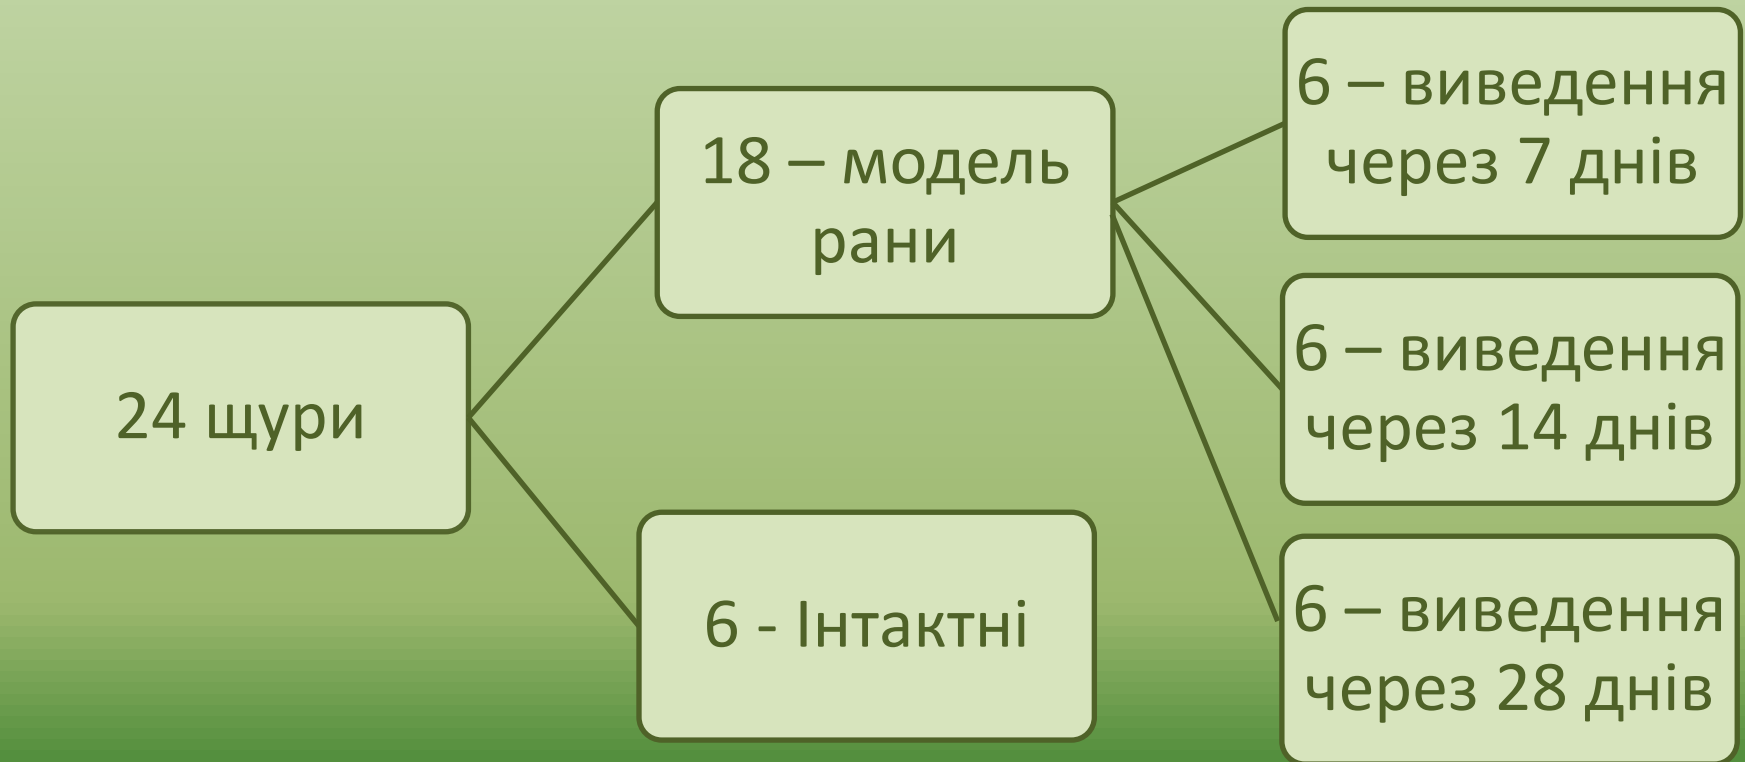 24 щури
18 – модель
рани
6 - Інтактні
6 – виведення
через 7 днів
6 – виведення
через 14 днів
6 – виведення
через 28 днів